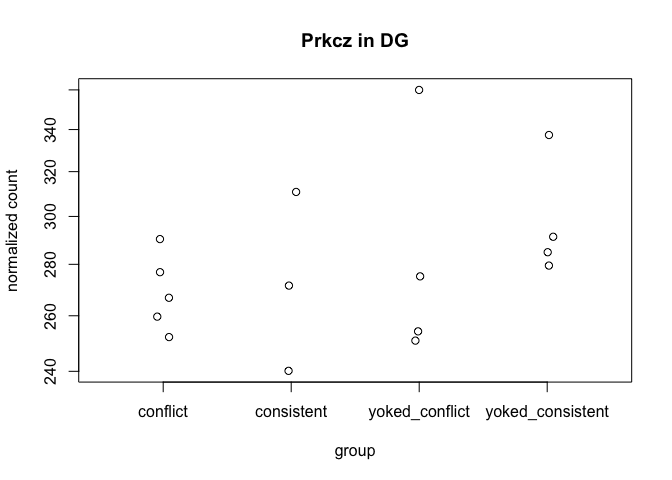 Prkcz in DG
normalized count
340
320
300
280
260
240
conflict
consistent
yoked_conflict
yoked_consistent
group